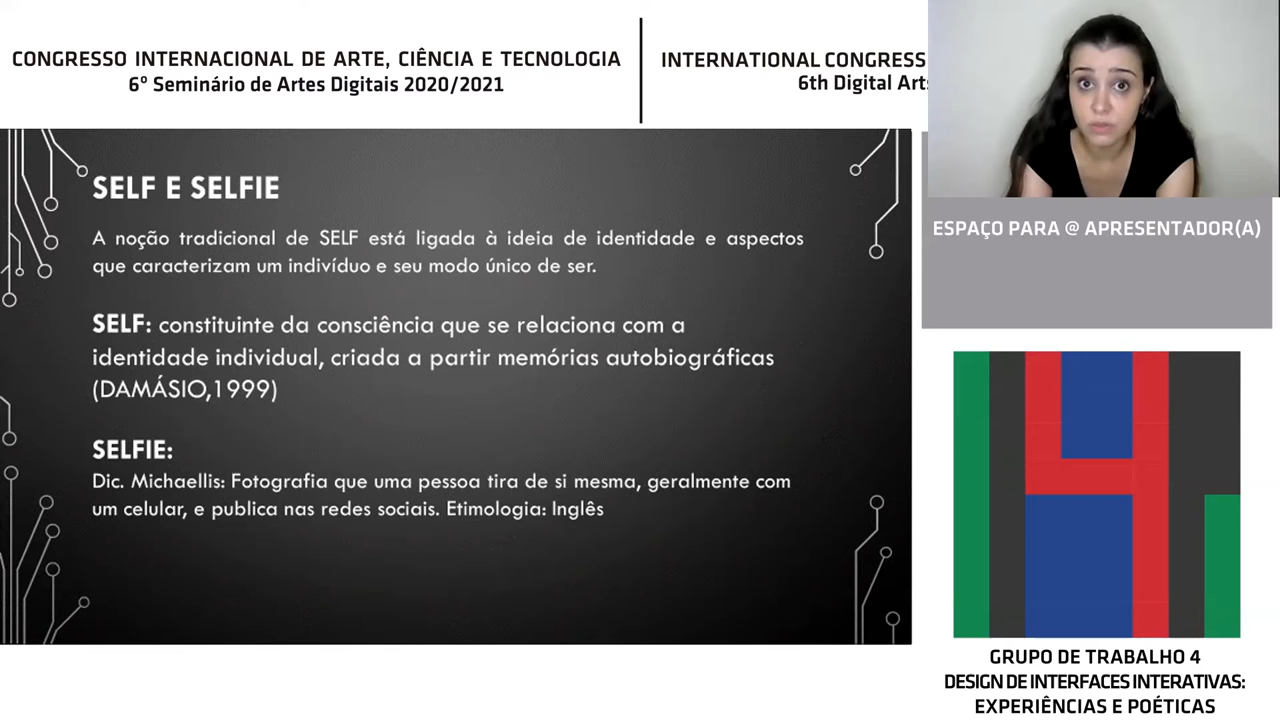 CONGRESSO INTERNACIONAL DE ARTE, CIÊNCIA E TECNOLOGIA
6º Seminário de Artes Digitais 2020/2021
INTERNATIONAL CONGRESS
6th Digital Arts
SELF E SELFIE
A noção tradicional de SELF está ligada à ideia de identidade e aspectos
que caracterizam um indivíduo e seu modo único de ser.
SELF: constituinte da consciência que se relaciona com a
identidade individual, criada a partir memórias autobiográficas
(DAMÁSIO,1999)
SELFIE:
Dic. Michaellis: Fotografia que uma pessoa tira de si mesma, geralmente com
um celular, e publica nas redes sociais. Etimologia: Inglês
ESPAÇO PARA @ APRESENTADOR(A)
GRUPO DE TRABALHO 4
DESIGN DE INTERFACES INTERATIVAS:
EXPERIÊNCIAS E POÉTICAS